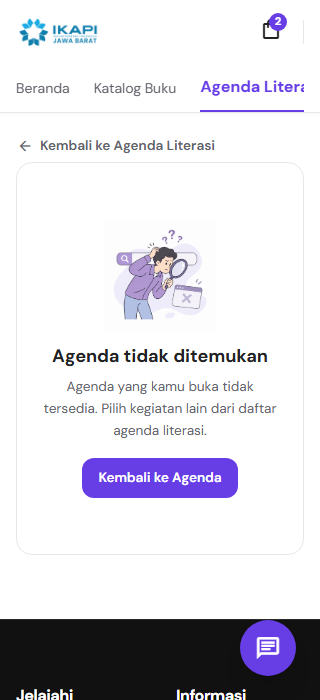 IKAPI
JAWA BARAT
2
Beranda
Katalog Buku
Agenda Litera
Kembali ke Agenda Literasi
???
Agenda tidak ditemukan
Agenda yang kamu buka tidak
tersedia. Pilih kegiatan lain dari daftar
agenda literasi.
Kembali ke Agenda
Jelajahi
Informasi